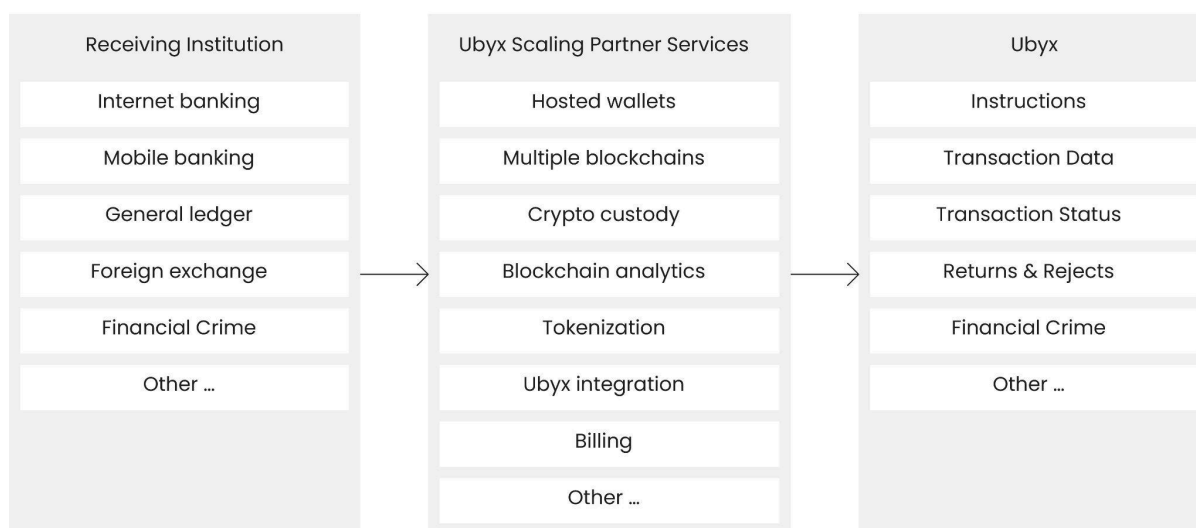 Receiving Institution
Internet banking
Mobile banking
General ledger
Foreign exchange
Financial Crime
Other ...
Ubyx Scaling Partner Services
Hosted wallets
Multiple blockchains
Crypto custody
Blockchain analytics
Tokenization
Ubyx integration
Billing
Other ...
Ubyx
Instructions
Transaction Data
Transaction Status
Returns & Rejects
Financial Crime
Other ...